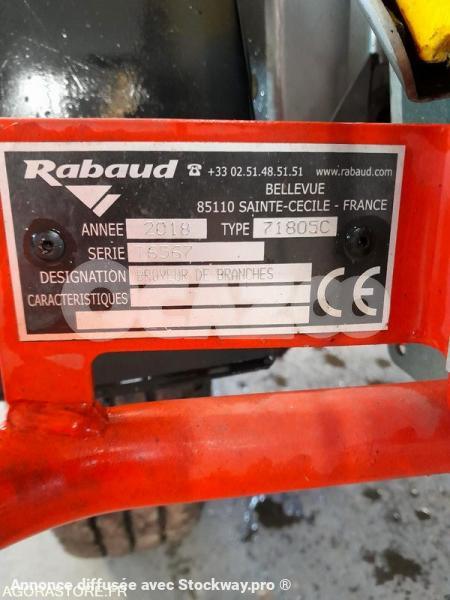 Rabaud ☎ +33 02.51.48.51.51 www.rabaud.com
BELLEVUE
85110 SAINTE-CECILE - FRANCE
ANNEE 2018 TYPE 71805C
SERIE T6567
DESIGNATION BROYEUR DE BRANCHES
CARACTERISTIQUES
CE
Annonce diffusée avec Stockway.pro ®
AGORASTORE.FR